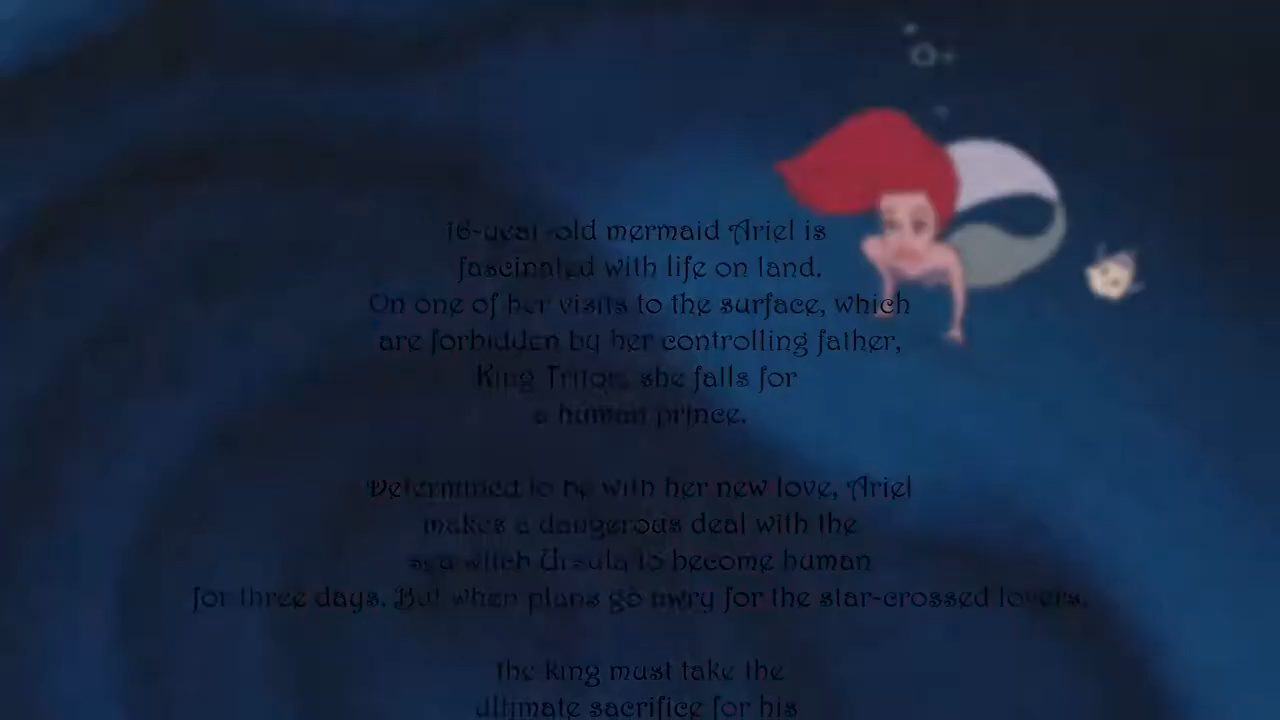 16-year-old mermaid Ariel is
fascinated with life on land.
On one of her visits to the surface, which
are forbidden by her controlling father,
King Triton, she falls for
a human prince.
Determined to be with her new love, Ariel
makes a dangerous deal with the
sea witch Ursula to become human
for three days. But when plans go awry for the star-crossed lovers,
the king must take the
ultimate sacrifice for his